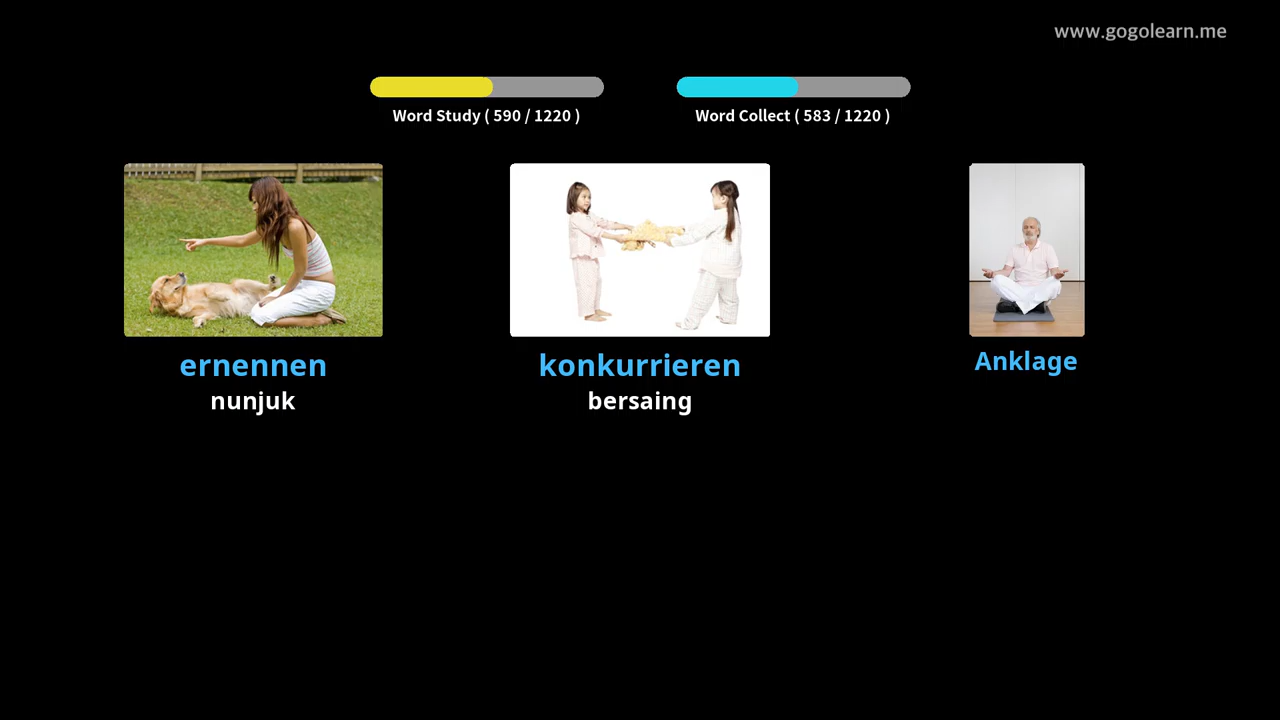 www.gogolearn.me
Word Study ( 590 / 1220 )
Word Collect ( 583 / 1220 )
ernennen
nunjuk
konkurrieren
bersaing
Anklage